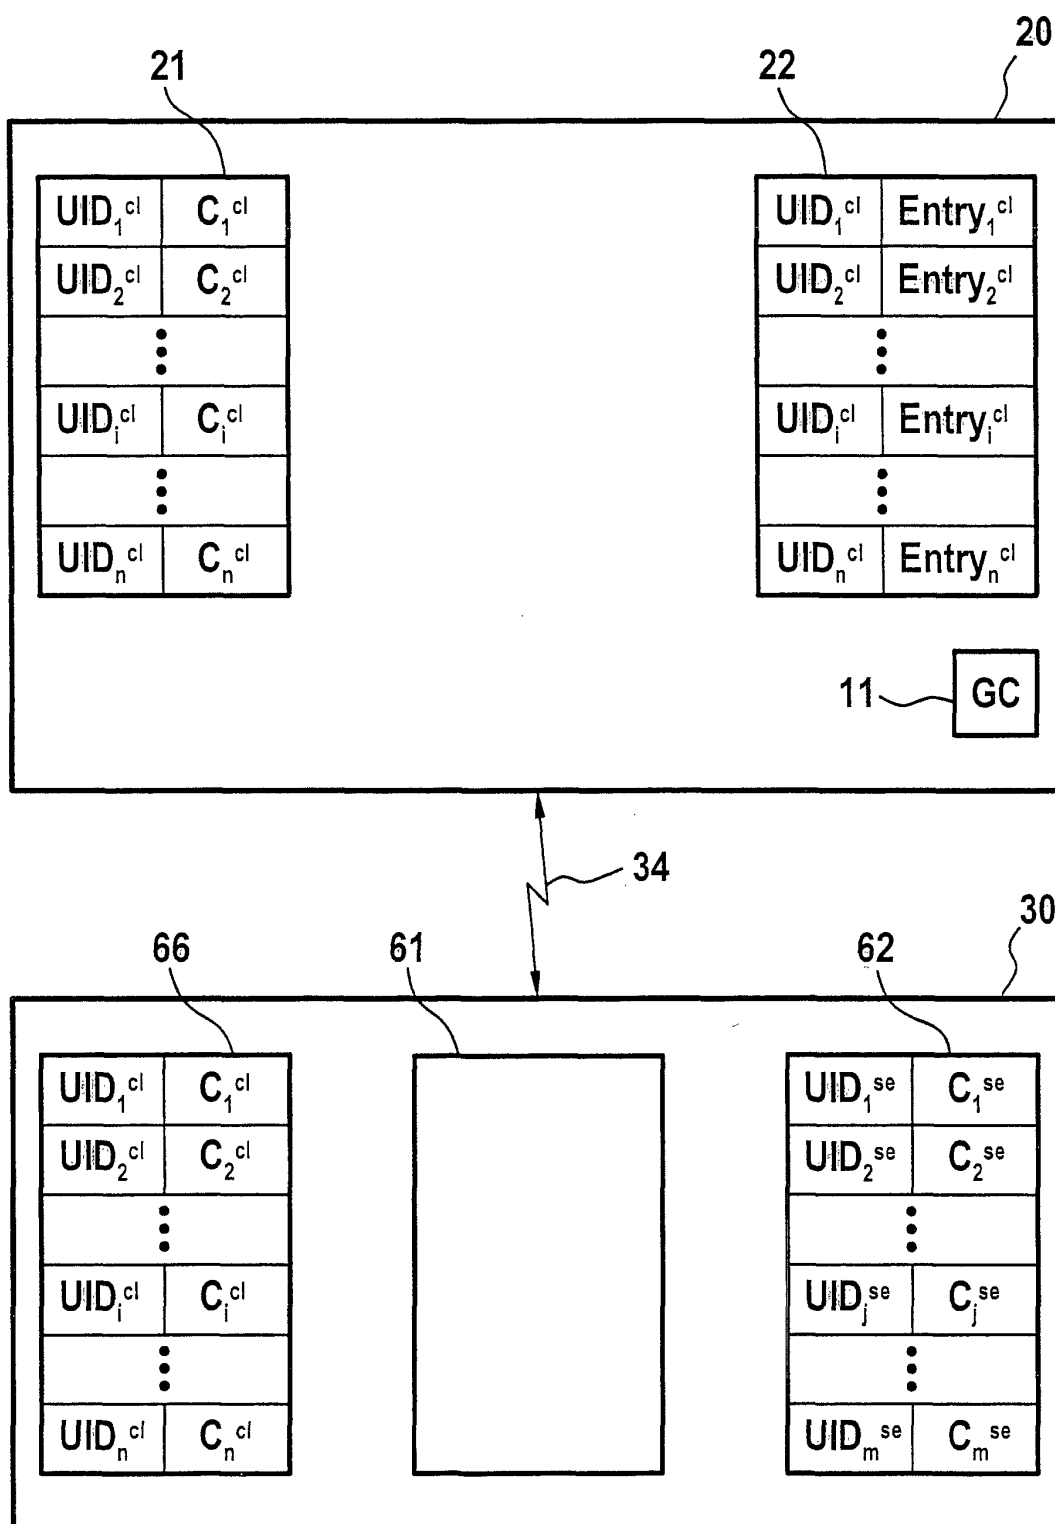 20
21 22
UID₁ᶜˡ C₁ᶜˡ UID₁ᶜˡ Entry₁ᶜˡ
UID₂ᶜˡ C₂ᶜˡ UID₂ᶜˡ Entry₂ᶜˡ
UIDᵢᶜˡ Cᵢᶜˡ UIDᵢᶜˡ Entryᵢᶜˡ
UIDₙᶜˡ Cₙᶜˡ UIDₙᶜˡ Entryₙᶜˡ
11 GC
34
30
66 61 62
UID₁ᶜˡ C₁ᶜˡ UID₁ˢᵉ C₁ˢᵉ
UID₂ᶜˡ C₂ᶜˡ UID₂ˢᵉ C₂ˢᵉ
UIDᵢᶜˡ Cᵢᶜˡ UIDⱼˢᵉ Cⱼˢᵉ
UIDₙᶜˡ Cₙᶜˡ UIDₘˢᵉ Cₘˢᵉ